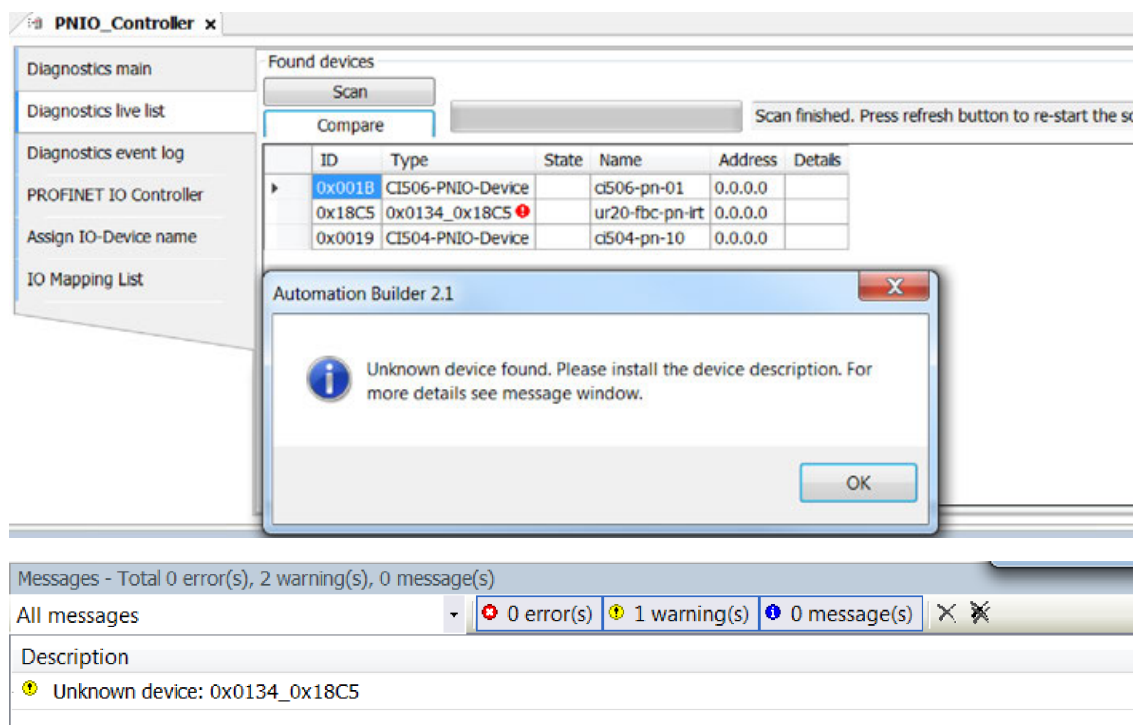 PNIO_Controller x
Diagnostics main
Diagnostics live list
Diagnostics event log
PROFINET IO Controller
Assign IO-Device name
IO Mapping List
Found devices
Scan
Compare
Scan finished. Press refresh button to re-start the sc
ID Type State Name Address Details
0x001B CI506-PNIO-Device ci506-pn-01 0.0.0.0
0x18C5 0x0134_0x18C5 ur20-fbc-pn-irt 0.0.0.0
0x0019 CI504-PNIO-Device ci504-pn-10 0.0.0.0
Automation Builder 2.1
Unknown device found. Please install the device description. For
more details see message window.
OK
Messages - Total 0 error(s), 2 warning(s), 0 message(s)
All messages 0 error(s) 1 warning(s) 0 message(s)
Description
Unknown device: 0x0134_0x18C5